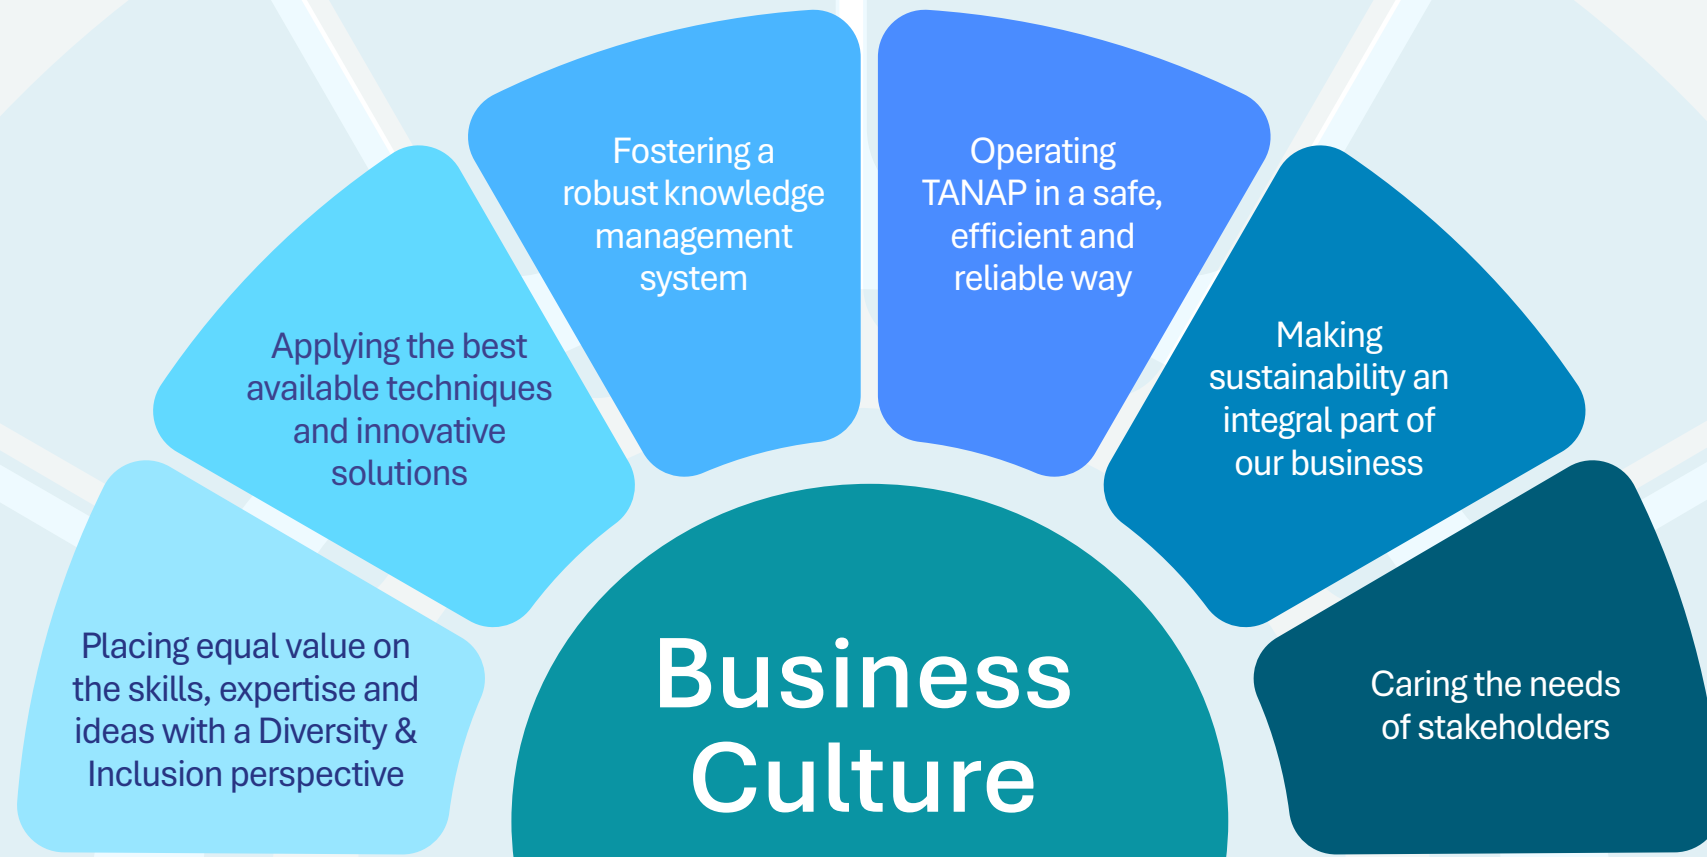 Placing equal value on
the skills, expertise and
ideas with a Diversity &
Inclusion perspective
Applying the best
available techniques
and innovative
solutions
Fostering a
robust knowledge
management
system
Operating
TANAP in a safe,
efficient and
reliable way
Making
sustainability an
integral part of
our business
Caring the needs
of stakeholders
Business
Culture